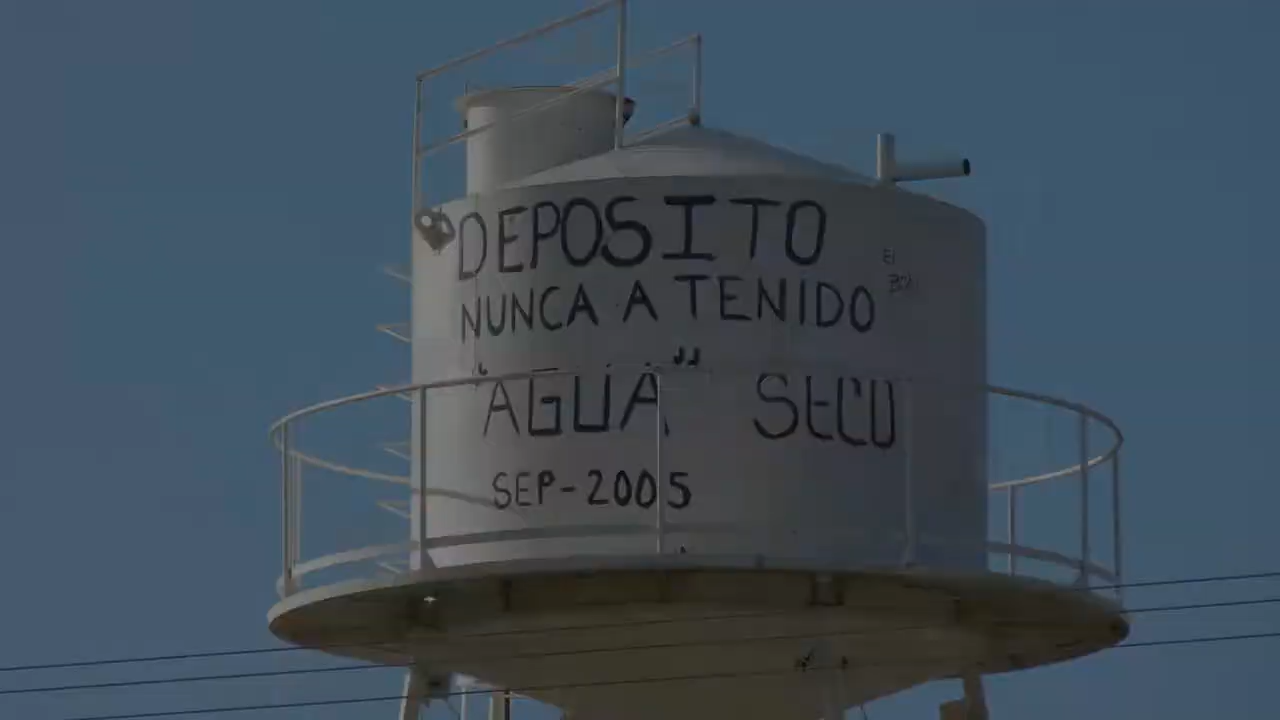 DEPOSITO
NUNCA A TENIDO
"AGUA" SECO
SEP-2005